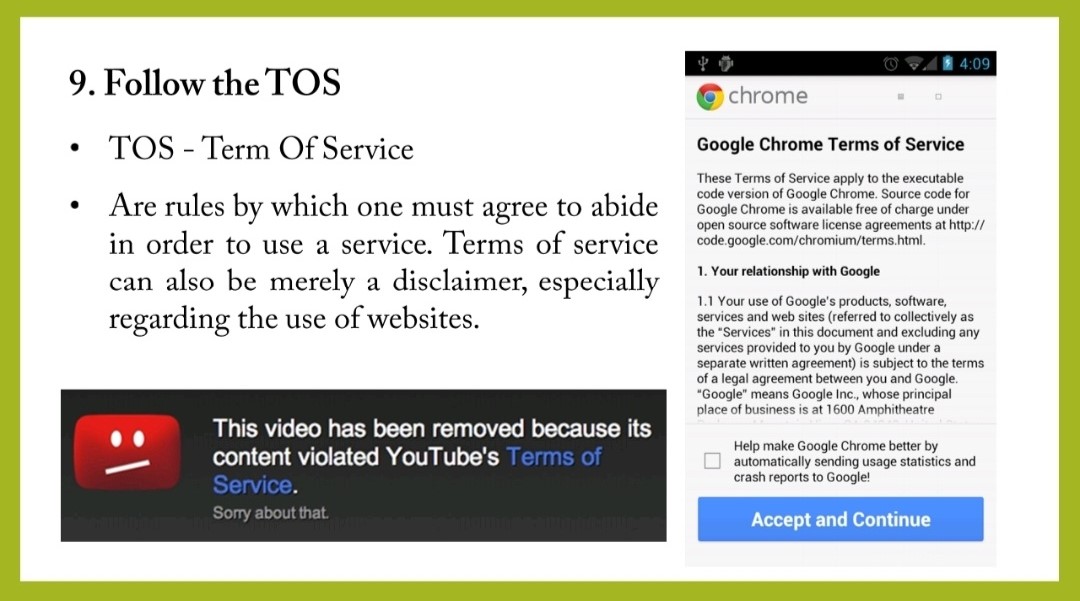 9. Follow the TOS
• TOS - Term Of Service
• Are rules by which one must agree to abide
in order to use a service. Terms of service
can also be merely a disclaimer, especially
regarding the use of websites.
This video has been removed because its
content violated YouTube's Terms of
Service.
Sorry about that.
4:09
chrome
Google Chrome Terms of Service
These Terms of Service apply to the executable
code version of Google Chrome. Source code for
Google Chrome is available free of charge under
open source software license agreements at http://
code.google.com/chromium/terms.html.
1. Your relationship with Google
1.1 Your use of Google's products, software,
services and web sites (referred to collectively as
the “Services” in this document and excluding any
services provided to you by Google under a
separate written agreement) is subject to the terms
of a legal agreement between you and Google.
“Google” means Google Inc., whose principal
place of business is at 1600 Amphitheatre
Help make Google Chrome better by
automatically sending usage statistics and
crash reports to Google!
Accept and Continue